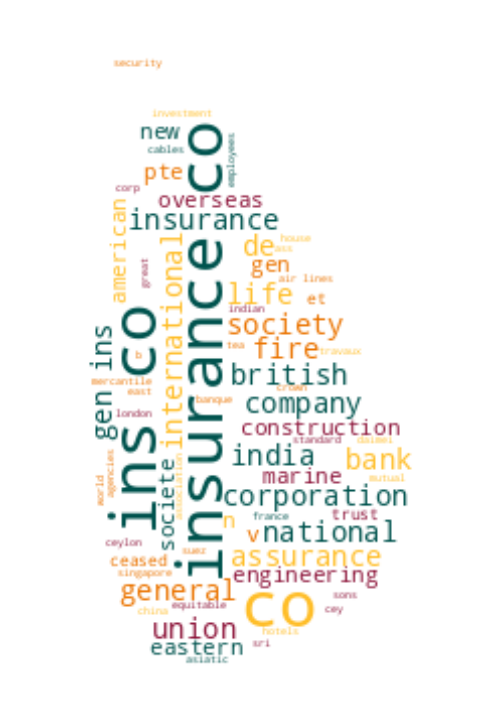 security
investment
new
cables
employees
insurance co
pte
corp
overseas
american
insurance
international
great
de
house
ass
gen
air lines
life
et
indian
ins co
society
gen ins
tea
fire
travaux
british
mercantile
east
crown
banque
company
london
construction
standard
daimei
india
bank
marine
mutual
societe
association
world
agencies
corporation
n
france
trust
v
national
ceylon
suez
assurance
ceased
singapore
engineering
general
co
sons
china
equitable
cey
union
hotels
eastern
sri
asiatic